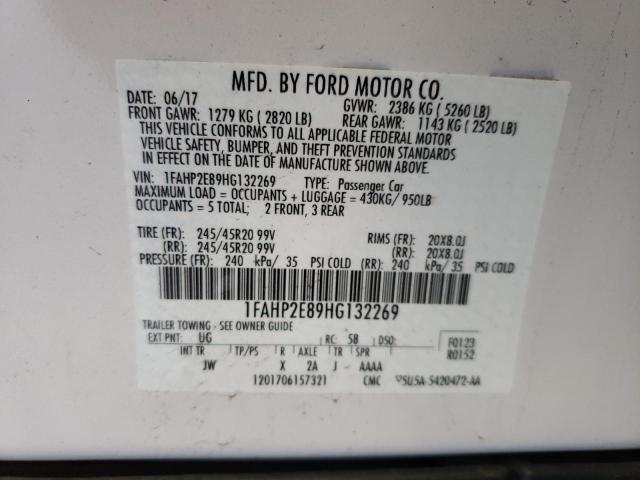 MFD. BY FORD MOTOR CO.
DATE: 06/17 GVWR: 2386 KG ( 5260 LB)
FRONT GAWR: 1279 KG ( 2820 LB) REAR GAWR: 1143 KG ( 2520 LB)
THIS VEHICLE CONFORMS TO ALL APPLICABLE FEDERAL MOTOR
VEHICLE SAFETY, BUMPER, AND THEFT PREVENTION STANDARDS
IN EFFECT ON THE DATE OF MANUFACTURE SHOWN ABOVE.
VIN: 1FAHP2E89HG132269 TYPE: Passenger Car
MAXIMUM LOAD = OCCUPANTS + LUGGAGE = 430KG/ 950LB
OCCUPANTS = 5 TOTAL; 2 FRONT, 3 REAR
TIRE (FR): 245/45R20 99V RIMS (FR): 20X8.0J
(RR): 245/45R20 99V (RR): 20X8.0J
PRESSURE (FR): 240 kPa/ 35 PSI COLD (RR): 240 kPa/ 35 PSI COLD
1FAHP2E89HG132269
TRAILER TOWING - SEE OWNER GUIDE
EXT PNT: UG RC: 58 DSO: F0123
R0152
INT TR TP/PS R AXLE TR SPR
JW X 2A J AAAA
1201706157321 CMC 5U5A-5420472-AA